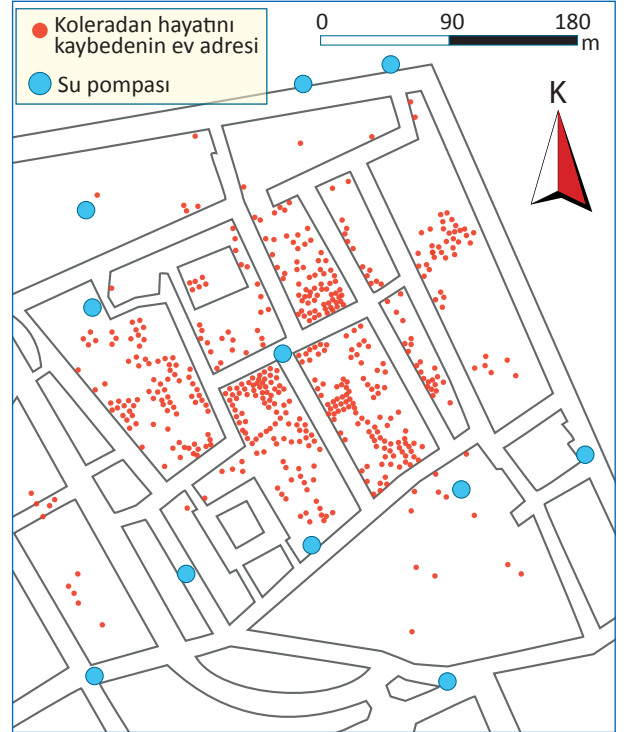 Koleradan hayatını
kaybedenin ev adresi
Su pompası
0 90 180
m
K